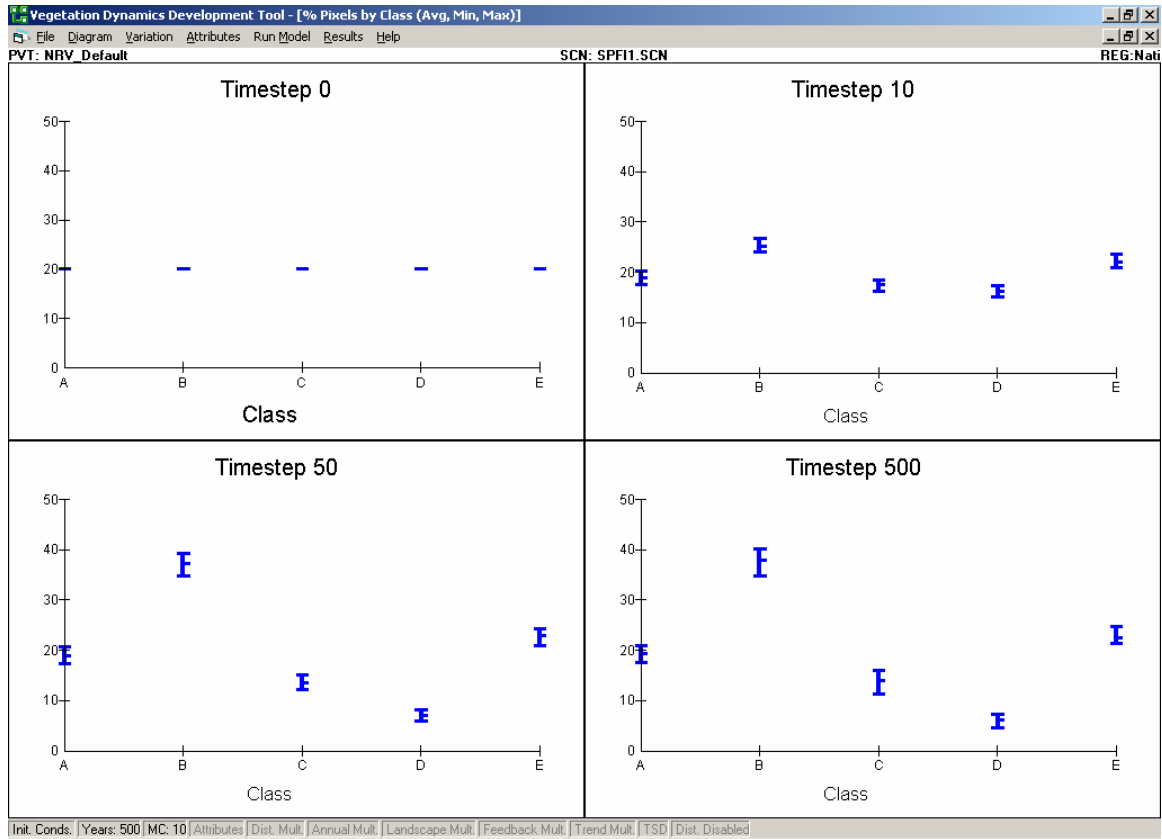 Vegetation Dynamics Development Tool - [% Pixels by Class (Avg, Min, Max)]
File Diagram Variation Attributes Run Model Results Help
PVT: NRV_Default SCN: SPFI1.SCN REG:Nati
Timestep 0
50
40
30
20
10
0
A B C D E
Class
Timestep 10
50
40
30
20
10
0
A B C D E
Class
Timestep 50
50
40
30
20
10
0
A B C D E
Class
Timestep 500
50
40
30
20
10
0
A B C D E
Class
Init. Conds. Years: 500 MC: 10 Attributes Dist. Mult. Annual Mult. Landscape Mult. Feedback Mult. Trend Mult. TSD Dist. Disabled